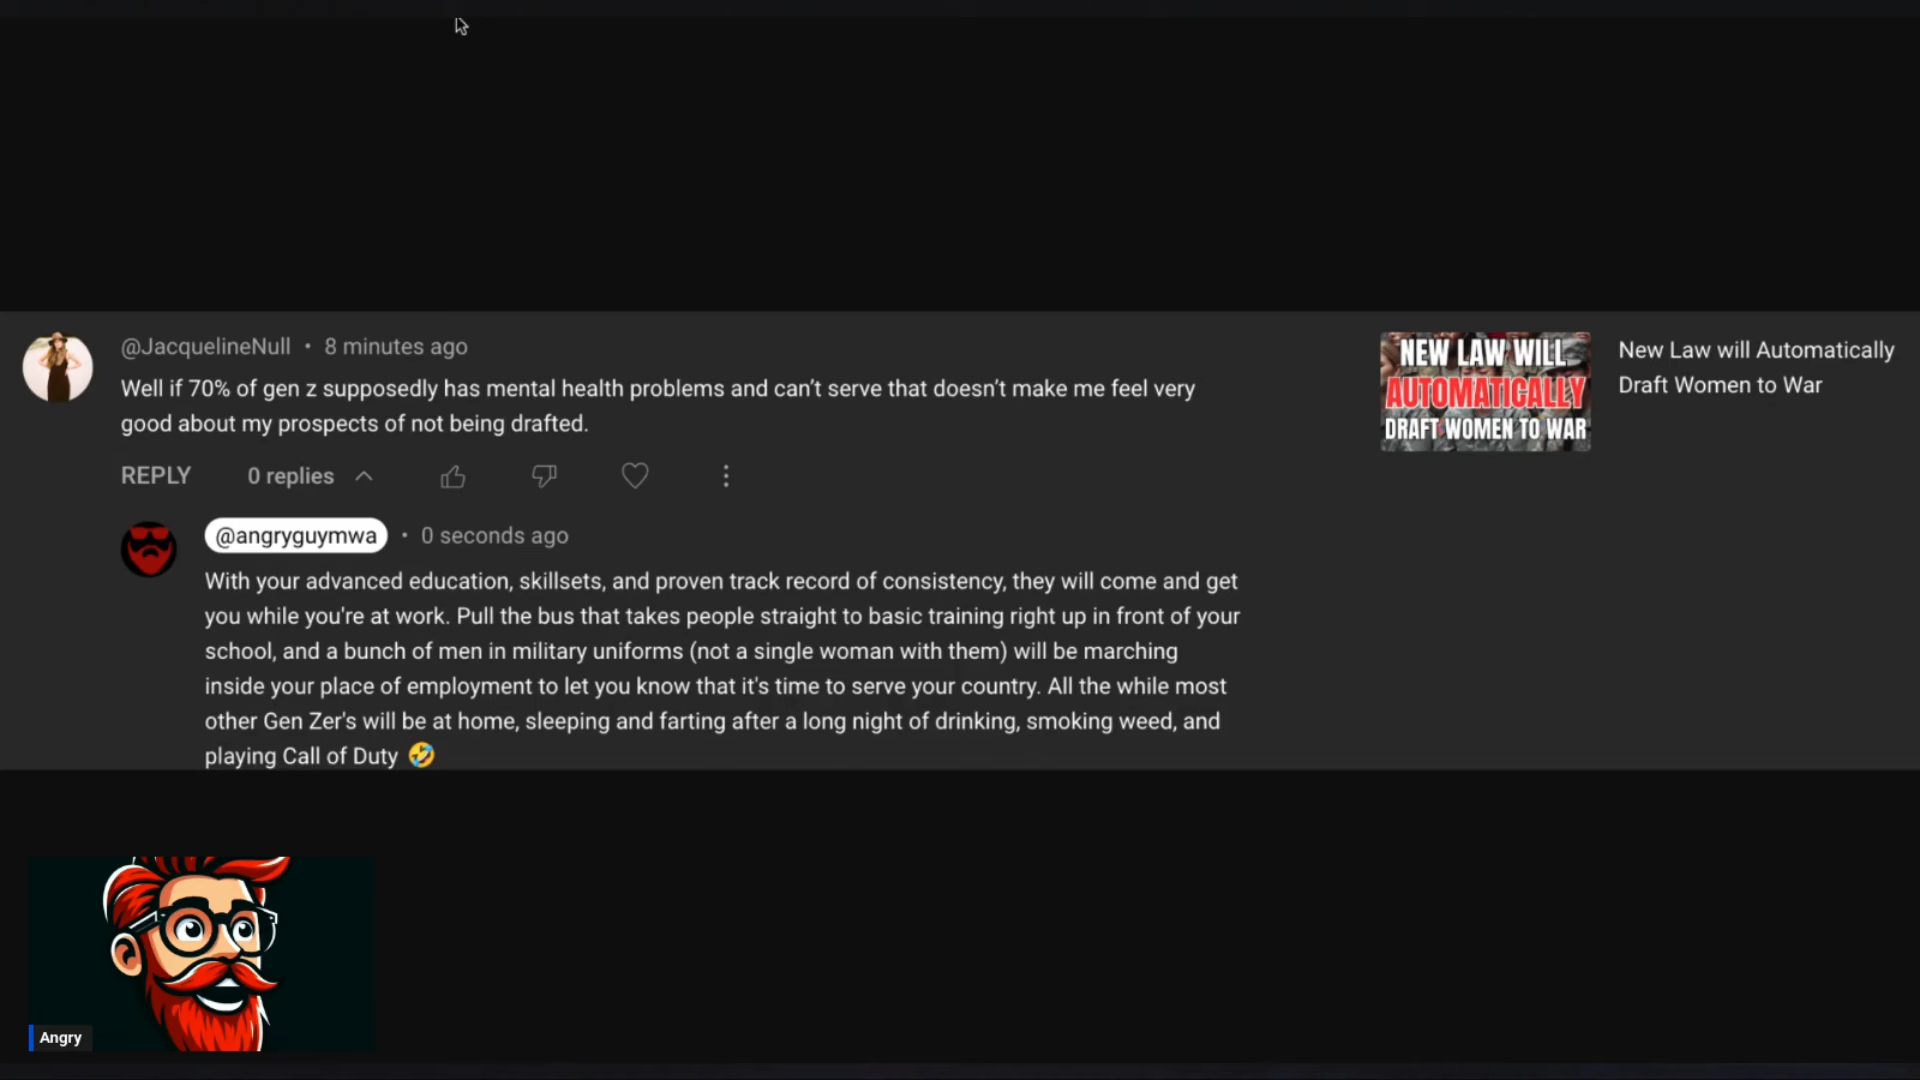 @JacquelineNull • 8 minutes ago
Well if 70% of gen z supposedly has mental health problems and can’t serve that doesn’t make me feel very
good about my prospects of not being drafted.
REPLY 0 replies
NEW LAW WILL
AUTOMATICALLY
DRAFT WOMEN TO WAR
New Law will Automatically
Draft Women to War
@angryguymwa • 0 seconds ago
With your advanced education, skillsets, and proven track record of consistency, they will come and get
you while you're at work. Pull the bus that takes people straight to basic training right up in front of your
school, and a bunch of men in military uniforms (not a single woman with them) will be marching
inside your place of employment to let you know that it's time to serve your country. All the while most
other Gen Zer's will be at home, sleeping and farting after a long night of drinking, smoking weed, and
playing Call of Duty 🤣
Angry